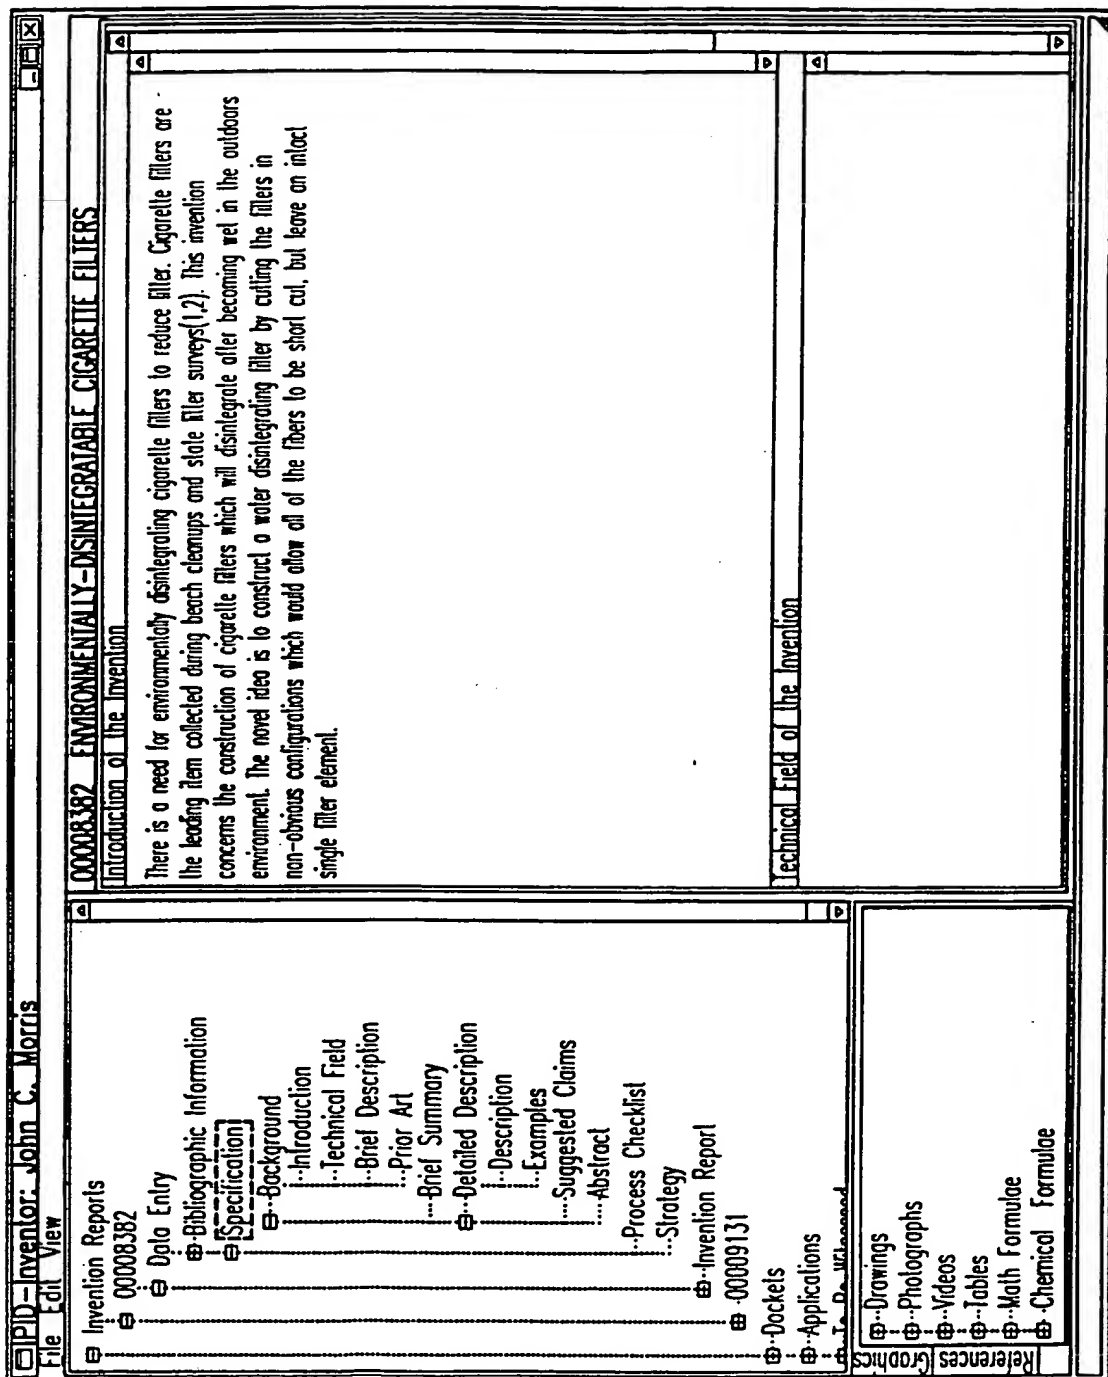 IPID-Inventor: John C. Morris
File Edit View
Invention Reports
00008382
Data Entry
Bibliographic Information
Specification
Background
Introduction
Technical Field
Brief Description
Prior Art
Brief Summary
Detailed Description
Description
Examples
Suggested Claims
Abstract
Process Checklist
Strategy
Invention Report
00009131
Dockets
Applications
To Be
Graphics
References
Drawings
Photographs
Videos
Tables
Math Formulae
Chemical Formulae
00008382 ENVIRONMENTALLY-DISINTEGRATABLE CIGARETTE FILTERS
Introduction of the Invention
There is a need for environmentally disintegrating cigarette filters to reduce litter. Cigarette filters are
the leading item collected during beach cleanups and state litter surveys(1,2). This invention
concerns the construction of cigarette filters which will disintegrate after becoming wet in the outdoors
environment. The novel idea is to construct a water disintegrating filter by cutting the filters in
non-obvious configurations which would allow all of the fibers to be short cut, but leave an intact
single filter element.
Technical Field of the Invention